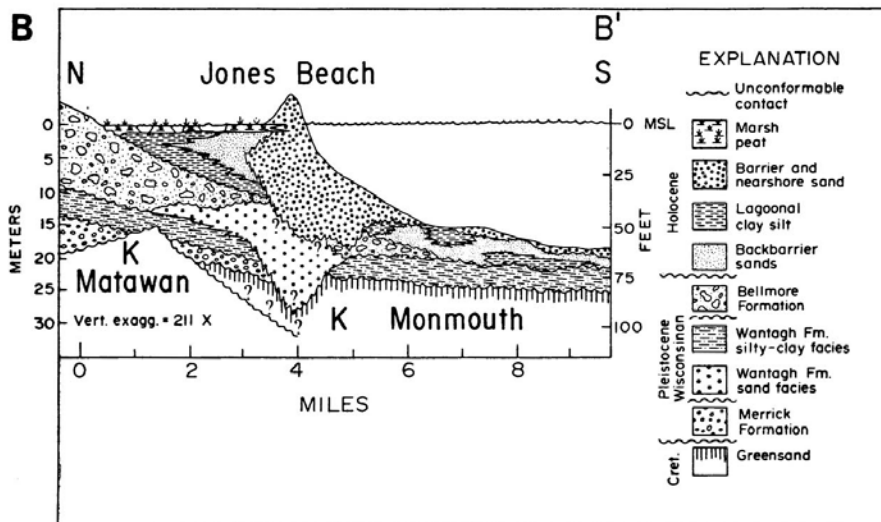 B
B'
N
Jones Beach
S
EXPLANATION
0
5
10
15
20
25
30
METERS
0 MSL
25
50
75
100
FEET
K
Matawan
K Monmouth
Vert. exagg. = 211 X
? ? ? ? ? ?
0 2 4 6 8
MILES
Unconformable
contact
Marsh
peat
Barrier and
nearshore sand
Lagoonal
clay silt
Backbarrier
sands
Bellmore
Formation
Wantagh Fm.
silty-clay facies
Wantagh Fm.
sand facies
Merrick
Formation
Greensand
Holocene
Pleistocene
Wisconsinan
Cret.